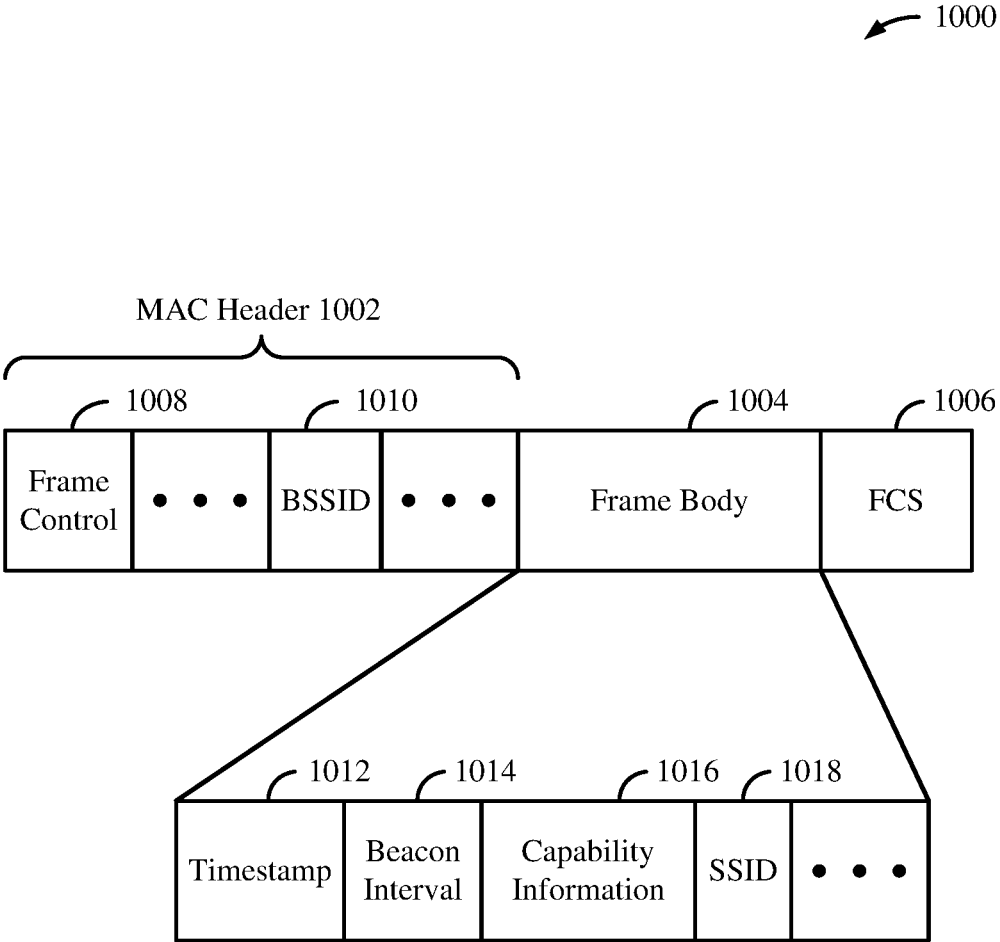 1000
MAC Header 1002
1008
1010
1004
1006
Frame
Control
• • •
BSSID
• • •
Frame Body
FCS
1012
1014
1016
1018
Timestamp
Beacon
Interval
Capability
Information
SSID
• • •